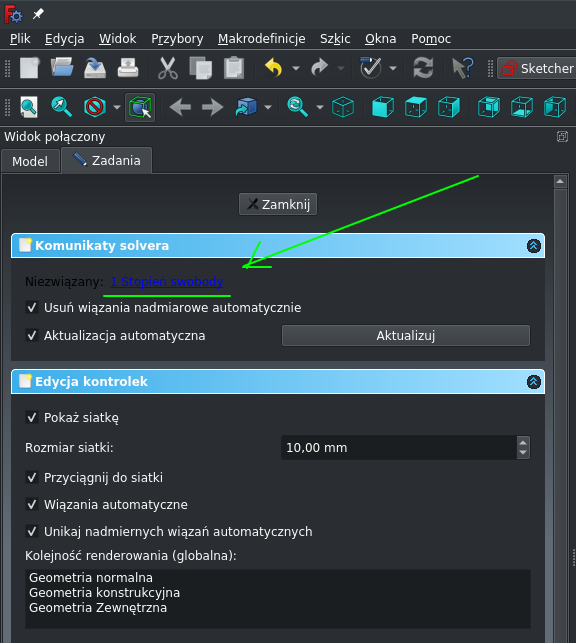 Plik Edycja Widok Przybory Makrodefinicje Szkic Okna Pomoc
Sketcher
Widok połączony
Model Zadania
Zamknij
Komunikaty solvera
Niezwiązany: 1 Stopień swobody
Usuń wiązania nadmiarowe automatycznie
Aktualizacja automatyczna Aktualizuj
Edycja kontrolek
Pokaż siatkę
Rozmiar siatki: 10,00 mm
Przyciągnij do siatki
Wiązania automatyczne
Unikaj nadmiernych wiązań automatycznych
Kolejność renderowania (globalna):
Geometria normalna
Geometria konstrukcyjna
Geometria Zewnętrzna